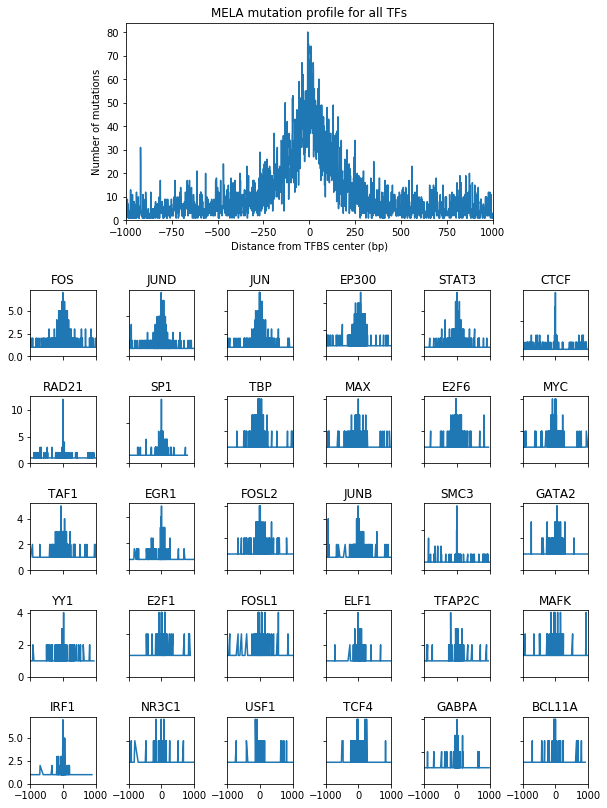 MELA mutation profile for all TFs
80
70
60
50
40
30
20
10
0
Number of mutations
−1000 −750 −500 −250 0 250 500 750 1000
Distance from TFBS center (bp)
FOS JUND JUN EP300 STAT3 CTCF
5.0
2.5
0.0
RAD21 SP1 TBP MAX E2F6 MYC
10
5
0
TAF1 EGR1 FOSL2 JUNB SMC3 GATA2
4
2
0
YY1 E2F1 FOSL1 ELF1 TFAP2C MAFK
4
2
0
IRF1 NR3C1 USF1 TCF4 GABPA BCL11A
5.0
2.5
0.0
−1000 0 1000 −1000 0 1000 −1000 0 1000 −1000 0 1000 −1000 0 1000 −1000 0 1000